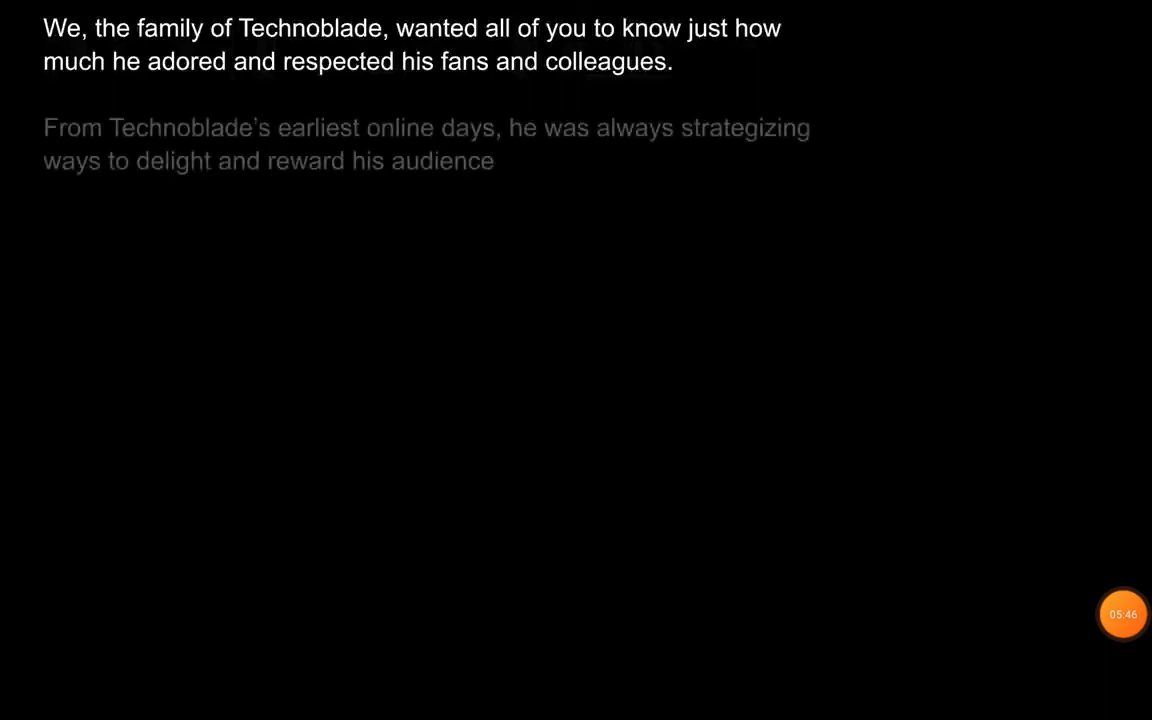 We, the family of Technoblade, wanted all of you to know just how
much he adored and respected his fans and colleagues.
From Technoblade’s earliest online days, he was always strategizing
ways to delight and reward his audience
05:46